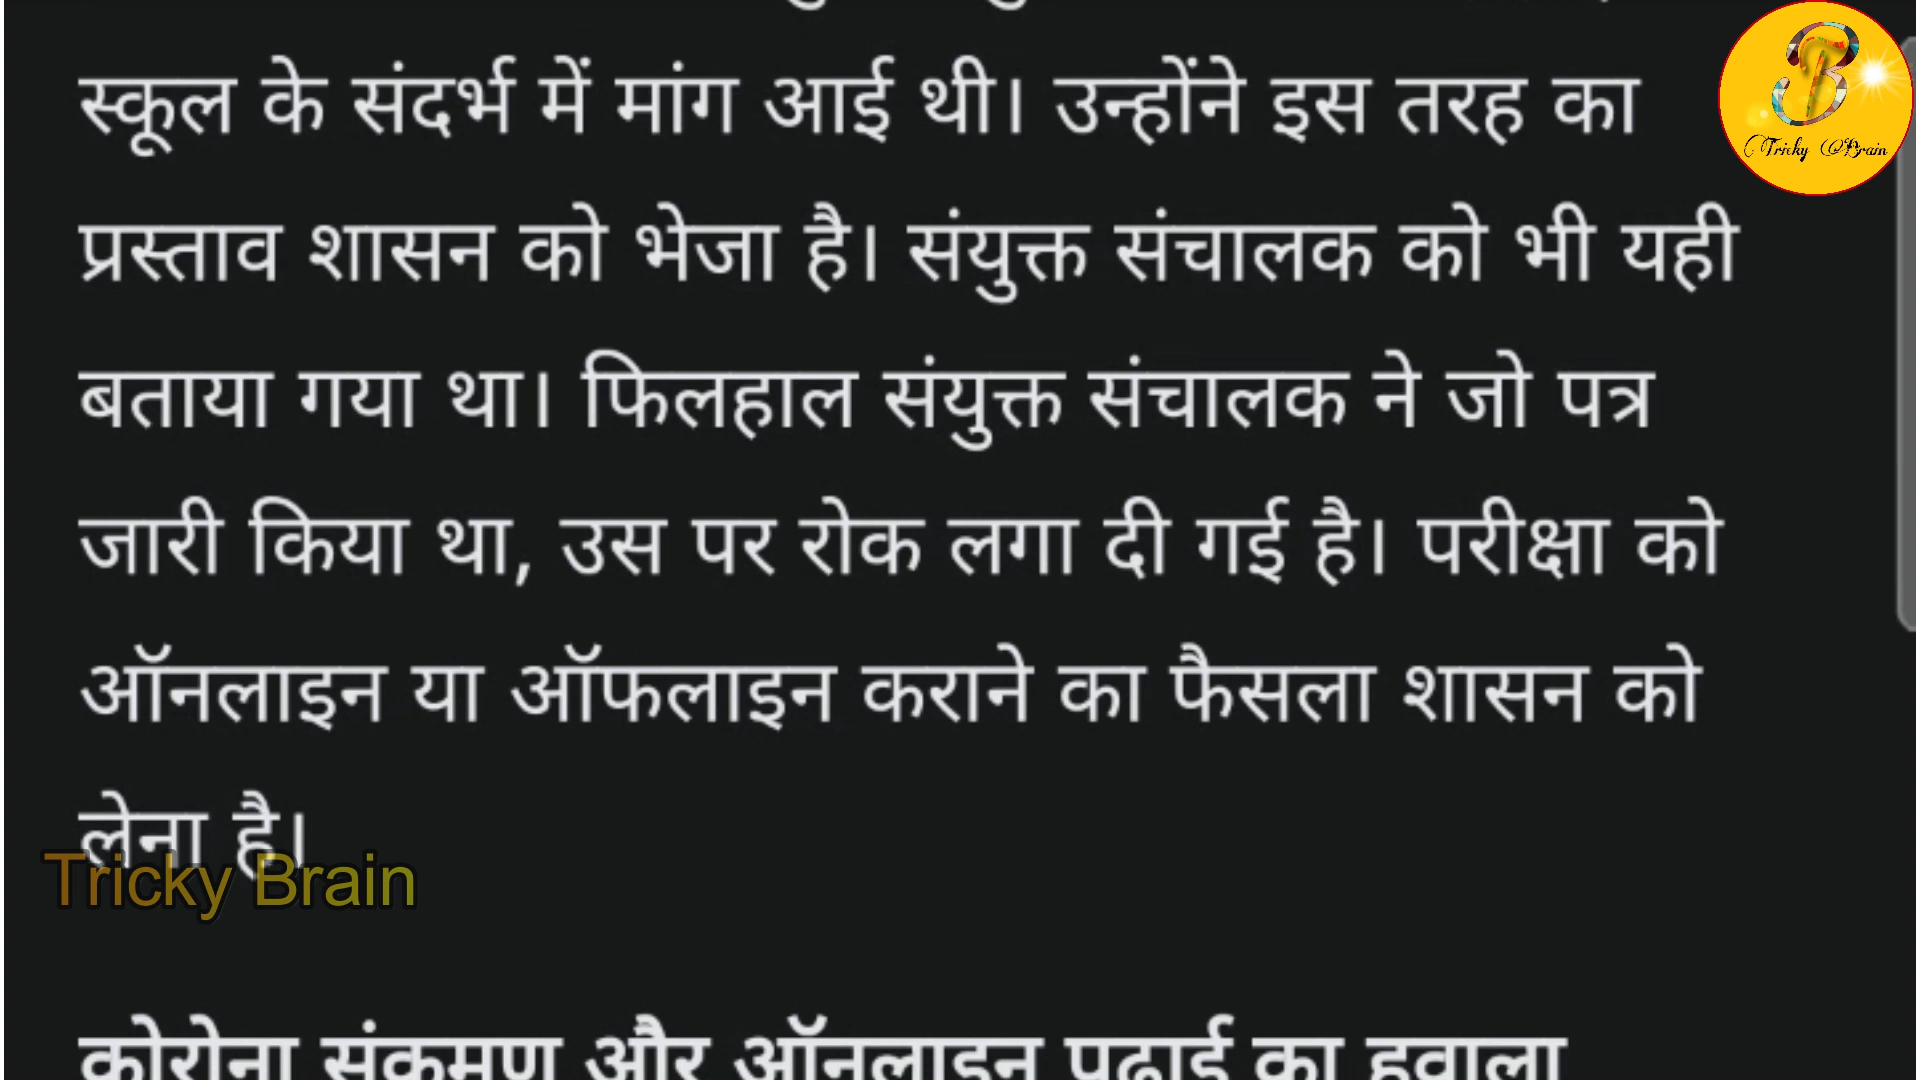 स्कूल के संदर्भ में मांग आई थी। उन्होंने इस तरह का
Tricky Brain
प्रस्ताव शासन को भेजा है। संयुक्त संचालक को भी यही
बताया गया था। फिलहाल संयुक्त संचालक ने जो पत्र
जारी किया था, उस पर रोक लगा दी गई है। परीक्षा को
ऑनलाइन या ऑफलाइन कराने का फैसला शासन को
लेना है।
Tricky Brain
कोरोना संक्रमण और ऑनलाइन पढ़ाई का हवाला